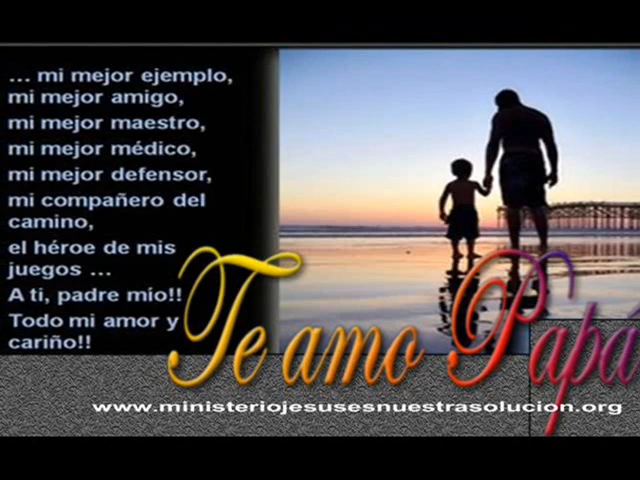 ... mi mejor ejemplo,
mi mejor amigo,
mi mejor maestro,
mi mejor médico,
mi mejor defensor,
mi compañero del
camino,
el héroe de mis
juegos ...
A ti, padre mío!!
Todo mi amor y
cariño!!
Te amo Papá
www.ministeriojesusesnuestrasolucion.org